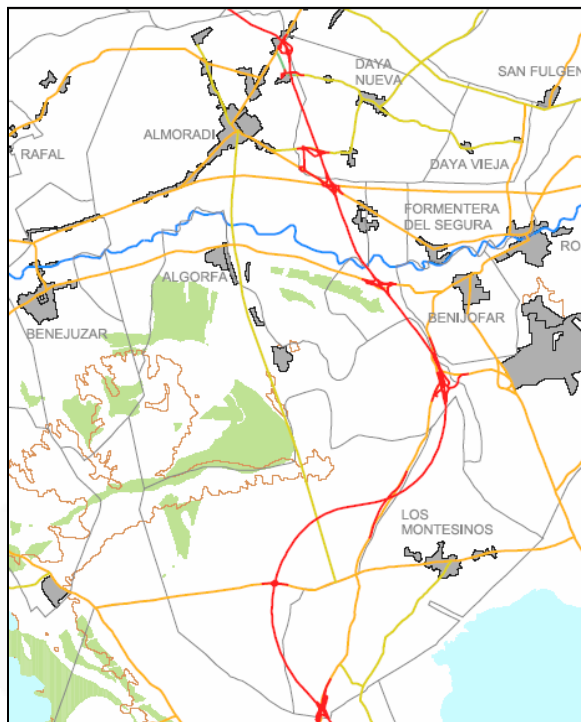 DAYA
NUEVA
SAN FULGEN
ALMORADI
RAFAL
DAYA VIEJA
FORMENTERA
DEL SEGURA
RO
ALGORFA
BENEJUZAR
BENIJOFAR
LOS
MONTESINOS